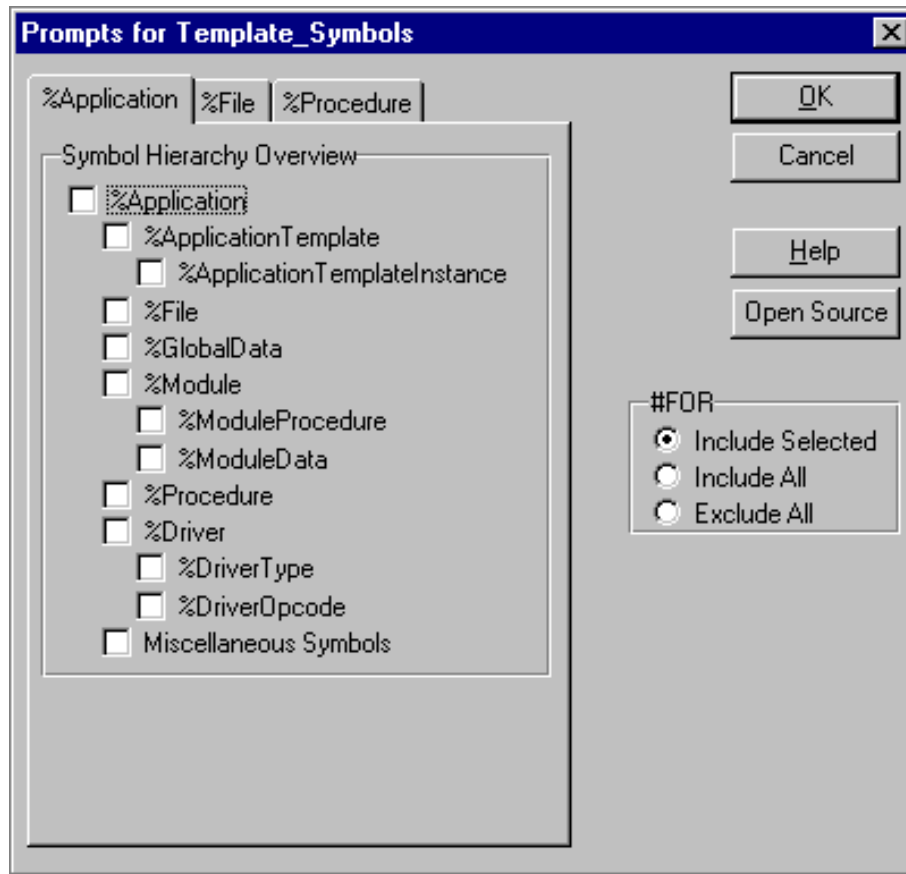 Prompts for Template_Symbols
%Application %File %Procedure
Symbol Hierarchy Overview
%Application
%ApplicationTemplate
%ApplicationTemplateInstance
%File
%GlobalData
%Module
%ModuleProcedure
%ModuleData
%Procedure
%Driver
%DriverType
%DriverOpcode
Miscellaneous Symbols
OK
Cancel
Help
Open Source
#FOR
Include Selected
Include All
Exclude All